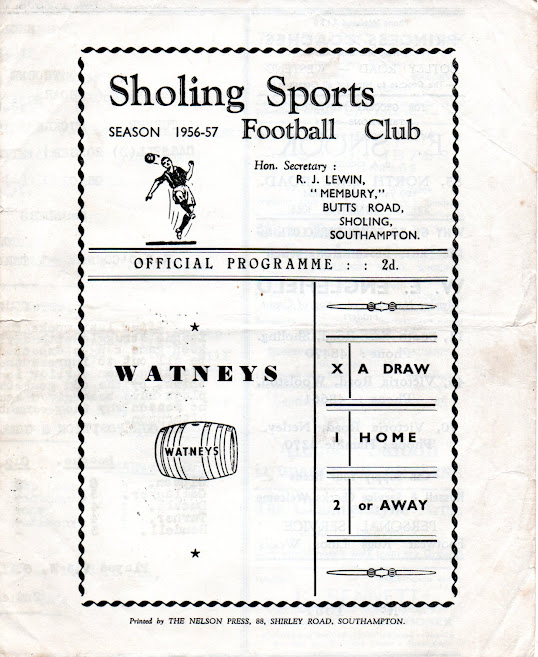 Sholing Sports
SEASON 1956-57 Football Club
Hon. Secretary :
R. J. LEWIN,
" MEMBURY,"
BUTTS ROAD,
SHOLING,
SOUTHAMPTON.
OFFICIAL PROGRAMME : : 2d.
WATNEYS
WATNEYS
X A DRAW
1 HOME
2 or AWAY
Printed by THE NELSON PRESS, 88, SHIRLEY ROAD, SOUTHAMPTON.